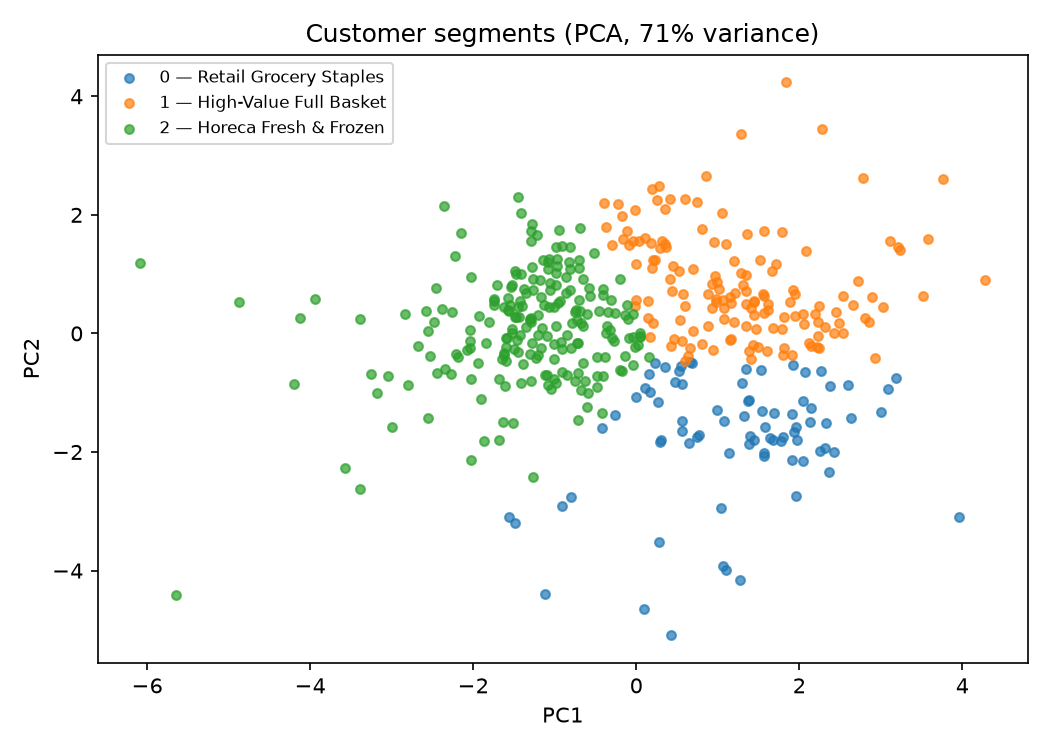 Customer segments (PCA, 71% variance)
0 — Retail Grocery Staples
1 — High-Value Full Basket
2 — Horeca Fresh & Frozen
4
2
0
−2
−4
PC2
−6 −4 −2 0 2 4
PC1